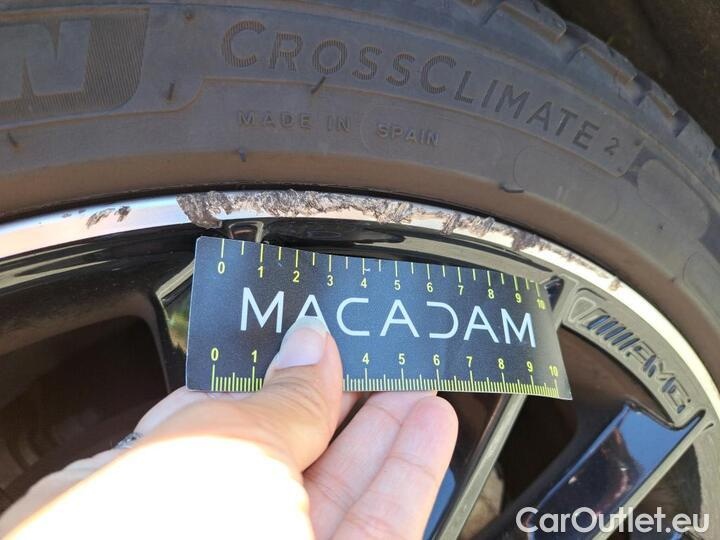 N CROSSCLIMATE 2
MADE IN SPAIN
0 1 2 3 4 5 6 7 8 9 10
MACADAM
0 1 4 5 6 7 8 9 10
AMG
CarOutlet.eu